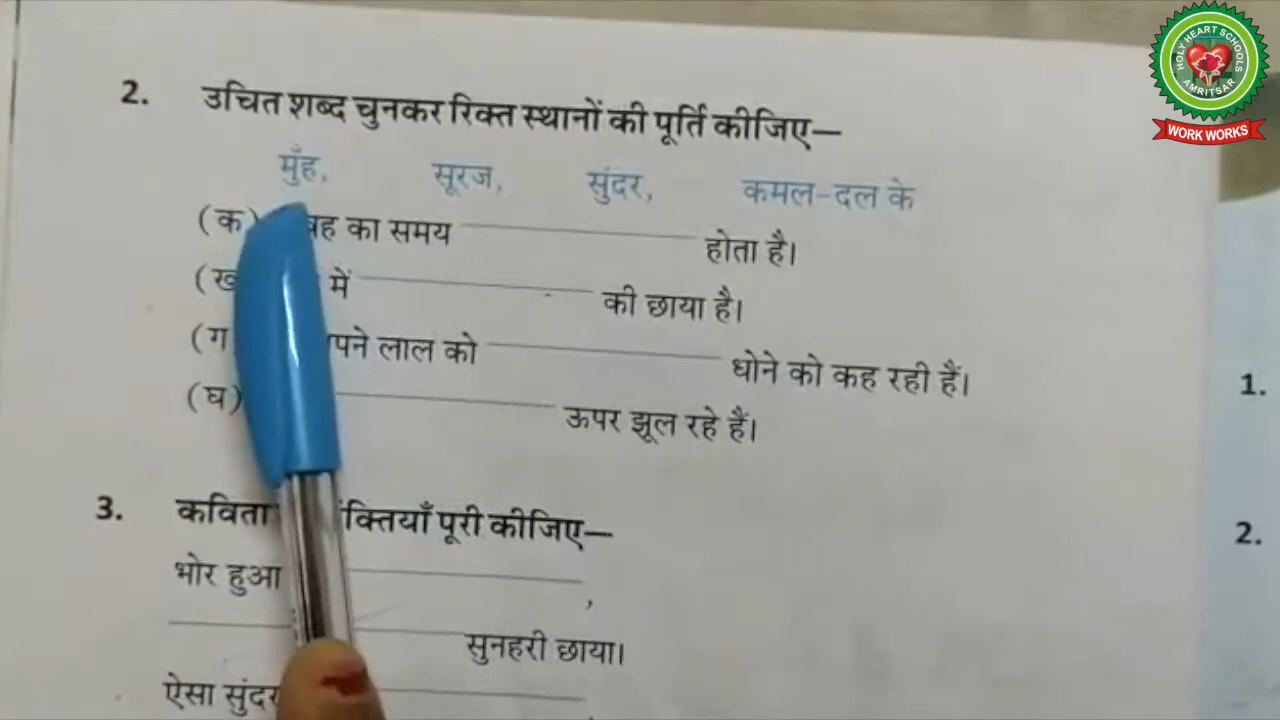 HOLY HEART SCHOOLS
AMRITSAR
WORK WORKS
2. उचित शब्द चुनकर रिक्त स्थानों की पूर्ति कीजिए—
मुँह, सूरज, सुंदर, कमल-दल के
(क) का समय होता है।
(ख में की छाया है।
(ग लाल को धोने को कह रही हैं।
(घ) ऊपर झूल रहे हैं।
3. कविता पूरी कीजिए—
भोर हुआ ,
सुनहरी छाया।
ऐसा सुंदर
1.
2.